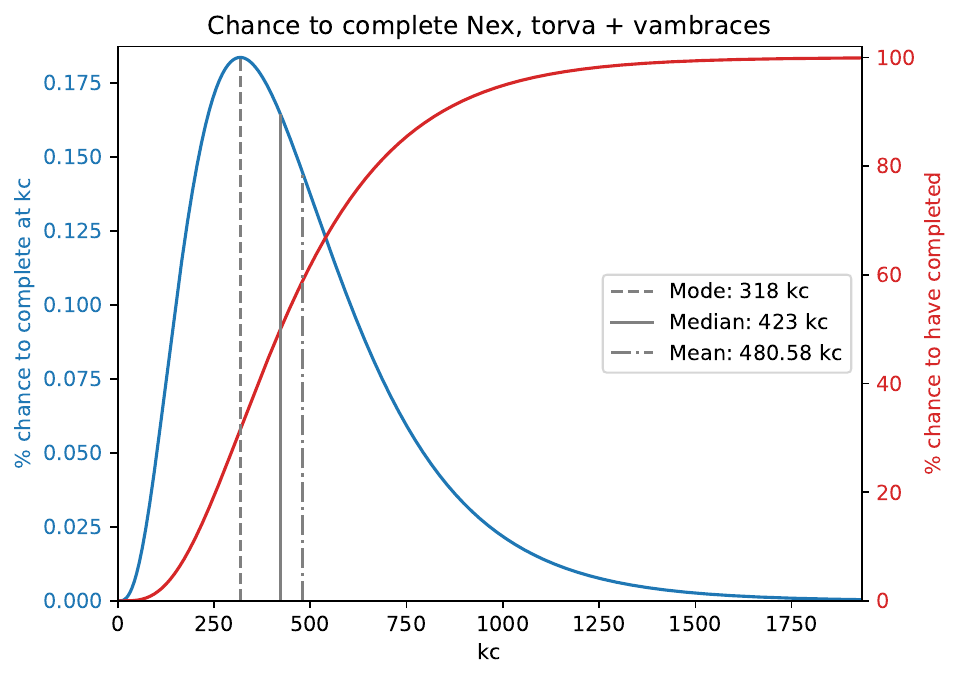 Chance to complete Nex, torva + vambraces
% chance to complete at kc
0.175
0.150
0.125
0.100
0.075
0.050
0.025
0.000
Mode: 318 kc
Median: 423 kc
Mean: 480.58 kc
100
80
60
40
20
0
% chance to have completed
0 250 500 750 1000 1250 1500 1750
kc